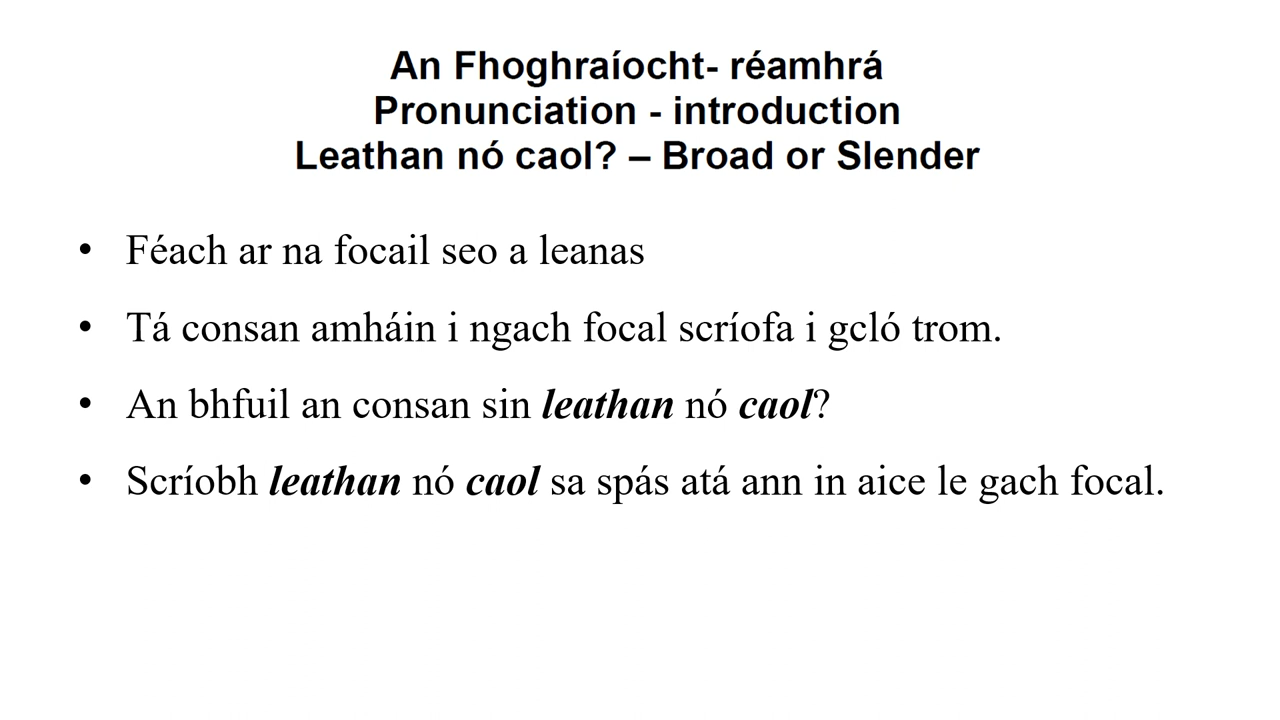 An Fhoghraíocht- réamhrá
Pronunciation - introduction
Leathan nó caol? – Broad or Slender
• Féach ar na focail seo a leanas
• Tá consan amháin i ngach focal scríofa i gcló trom.
• An bhfuil an consan sin leathan nó caol?
• Scríobh leathan nó caol sa spás atá ann in aice le gach focal.